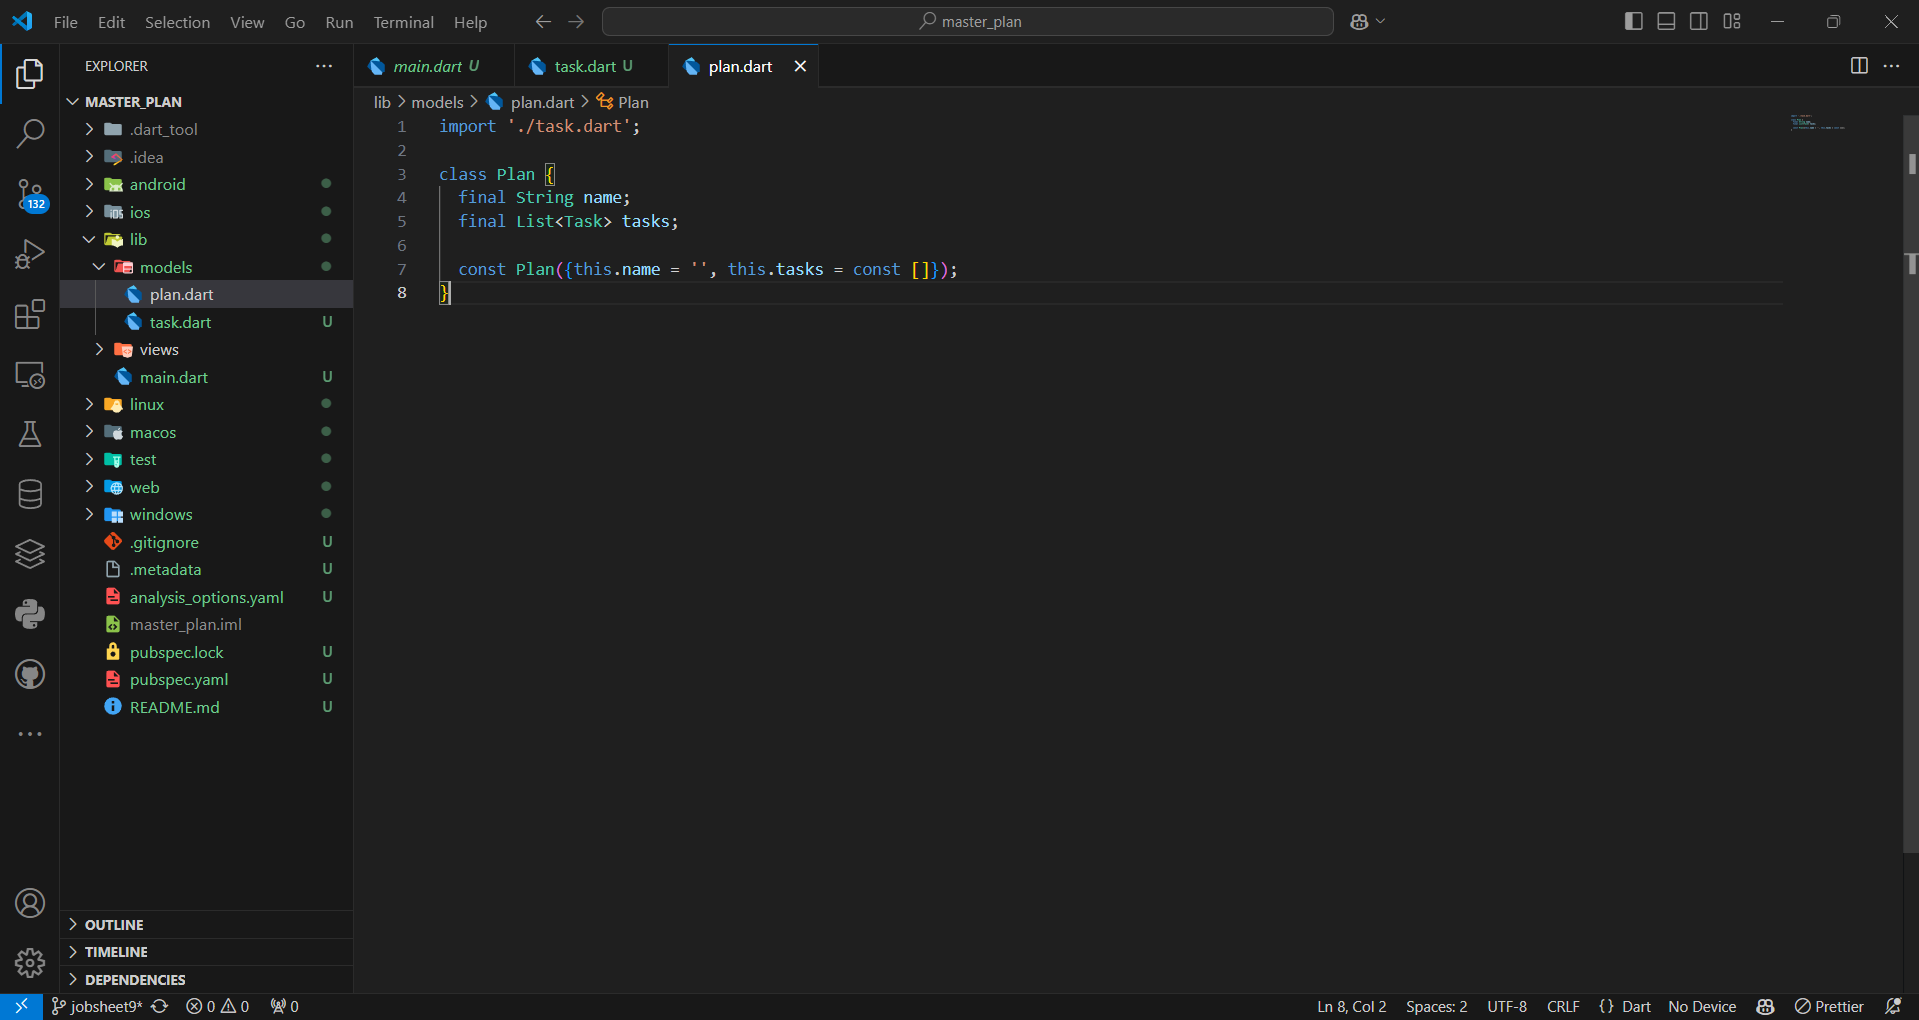 File Edit Selection View Go Run Terminal Help
master_plan
EXPLORER
MASTER_PLAN
.dart_tool
.idea
android
ios
lib
models
plan.dart
task.dart U
views
main.dart U
linux
macos
test
web
windows
.gitignore U
.metadata U
analysis_options.yaml U
master_plan.iml
pubspec.lock U
pubspec.yaml U
README.md U
OUTLINE
TIMELINE
DEPENDENCIES
132
main.dart U task.dart U plan.dart
lib > models > plan.dart > Plan
1 import './task.dart';
2
3 class Plan {
4 final String name;
5 final List<Task> tasks;
6
7 const Plan({this.name = '', this.tasks = const []});
8 }
jobsheet9* 0 0 0
Ln 8, Col 2 Spaces: 2 UTF-8 CRLF {} Dart No Device Prettier